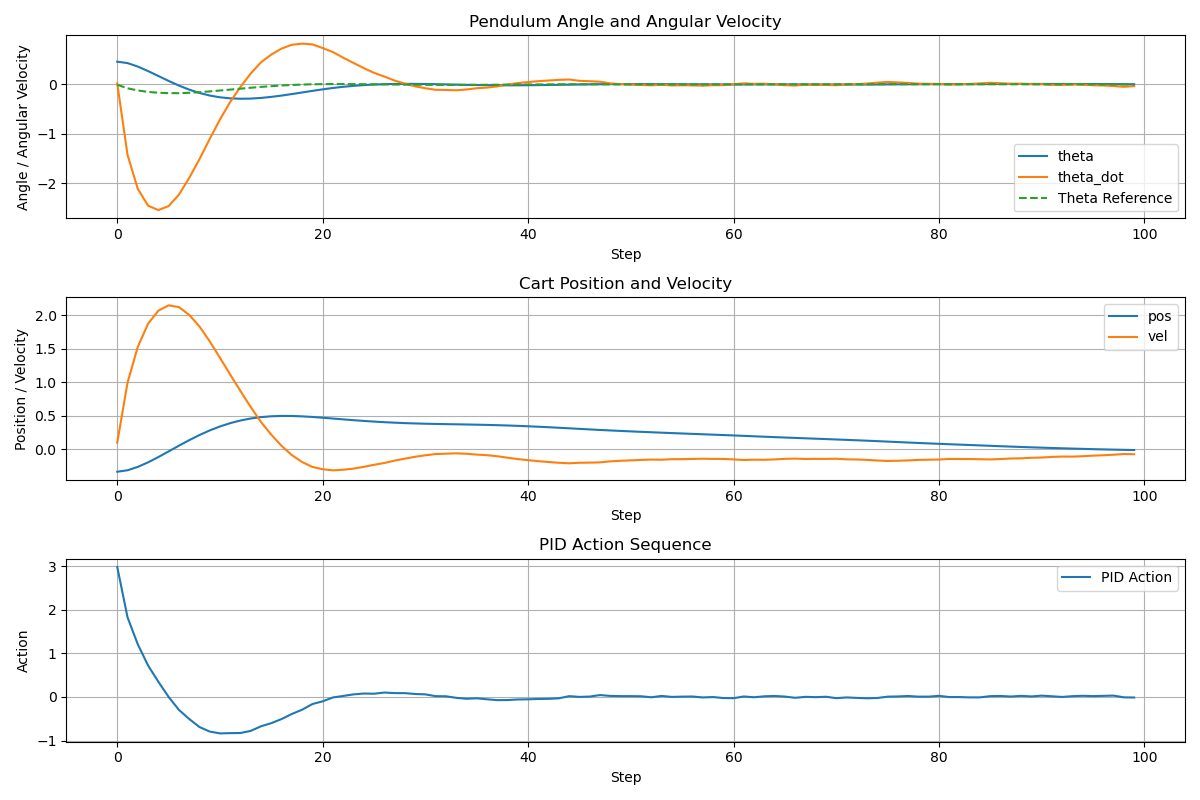 Pendulum Angle and Angular Velocity
Angle / Angular Velocity
0
−1
−2
theta
theta_dot
Theta Reference
0 20 40 60 80 100
Step
Cart Position and Velocity
Position / Velocity
2.0
1.5
1.0
0.5
0.0
pos
vel
0 20 40 60 80 100
Step
PID Action Sequence
Action
3
2
1
0
−1
PID Action
0 20 40 60 80 100
Step